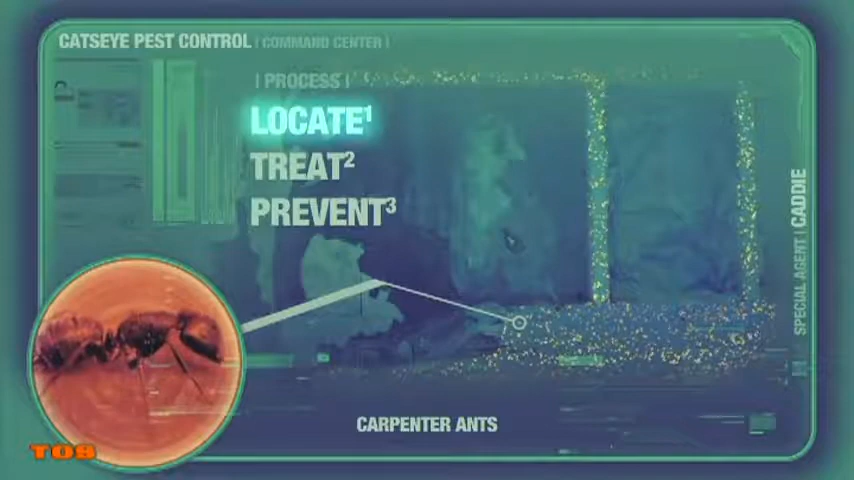 CATSEYE PEST CONTROL | COMMAND CENTER |
| PROCESS |
LOCATE¹
TREAT²
PREVENT³
SPECIAL AGENT | CADDIE
CARPENTER ANTS
TO9